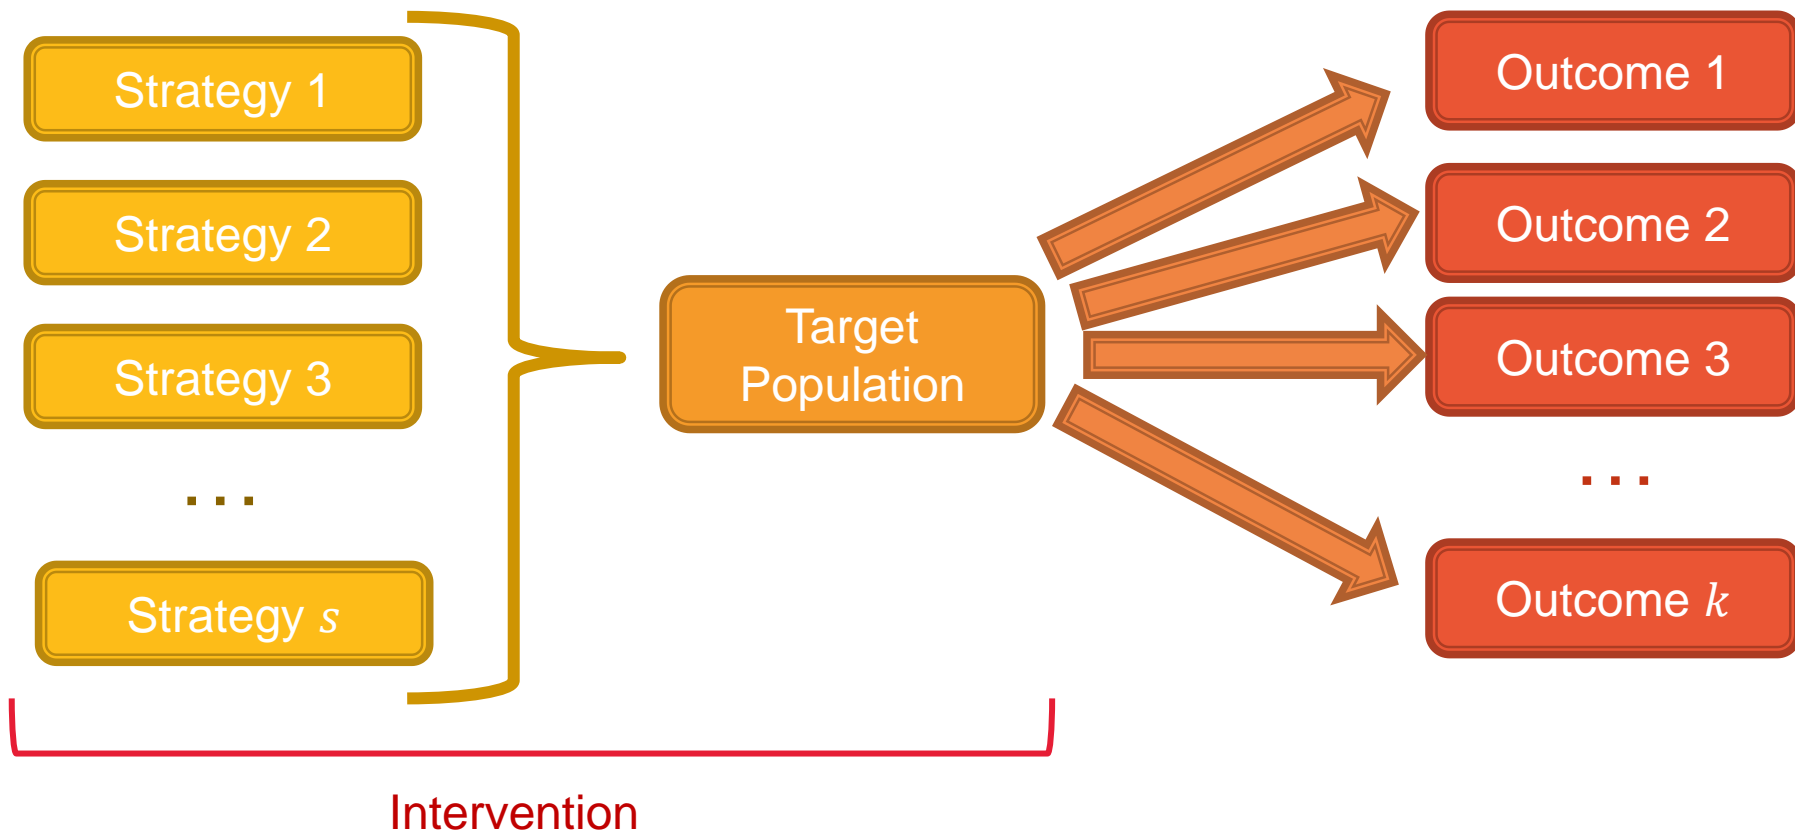 Strategy 1
Strategy 2
Strategy 3
...
Strategy s
Target
Population
Outcome 1
Outcome 2
Outcome 3
...
Outcome k
Intervention